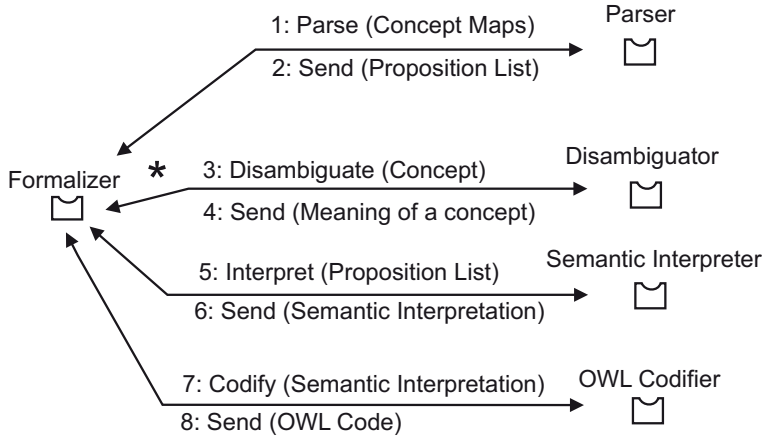 Parser
1: Parse (Concept Maps)
2: Send (Proposition List)
Disambiguator
Formalizer
*
3: Disambiguate (Concept)
4: Send (Meaning of a concept)
Semantic Interpreter
5: Interpret (Proposition List)
6: Send (Semantic Interpretation)
OWL Codifier
7: Codify (Semantic Interpretation)
8: Send (OWL Code)